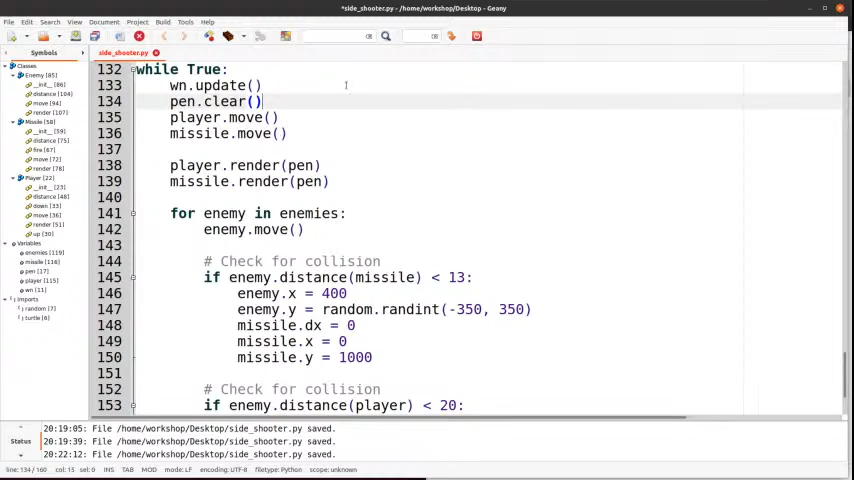 *side_shooter.py - /home/workshop/Desktop - Geany
File Edit Search View Document Project Build Tools Help
Symbols
side_shooter.py
Classes
Enemy [85]
__init__ [86]
distance [104]
move [94]
render [107]
Missile [58]
__init__ [59]
distance [75]
fire [67]
move [72]
render [78]
Player [22]
__init__ [23]
distance [48]
down [33]
move [36]
render [51]
up [30]
Variables
enemies [119]
missile [116]
pen [17]
player [115]
wn [11]
Imports
random [7]
turtle [6]
132 while True:
133 wn.update()
134 pen.clear()
135 player.move()
136 missile.move()
137
138 player.render(pen)
139 missile.render(pen)
140
141 for enemy in enemies:
142 enemy.move()
143
144 # Check for collision
145 if enemy.distance(missile) < 13:
146 enemy.x = 400
147 enemy.y = random.randint(-350, 350)
148 missile.dx = 0
149 missile.x = 0
150 missile.y = 1000
151
152 # Check for collision
153 if enemy.distance(player) < 20:
Status
20:19:05: File /home/workshop/Desktop/side_shooter.py saved.
20:19:39: File /home/workshop/Desktop/side_shooter.py saved.
20:22:12: File /home/workshop/Desktop/side_shooter.py saved.
line: 134 / 160 col: 15 sel: 0 INS TAB MOD mode: LF encoding: UTF-8 filetype: Python scope: unknown